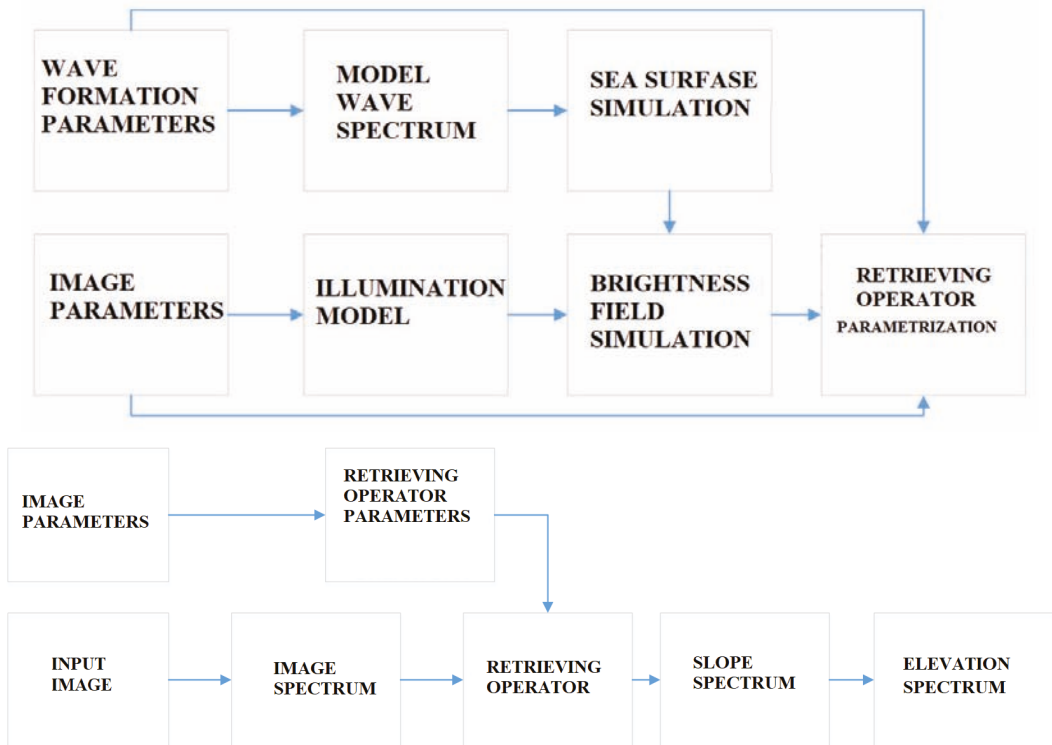 WAVE
FORMATION
PARAMETERS
MODEL
WAVE
SPECTRUM
SEA SURFASE
SIMULATION
IMAGE
PARAMETERS
ILLUMINATION
MODEL
BRIGHTNESS
FIELD
SIMULATION
RETRIEVING
OPERATOR
PARAMETRIZATION
IMAGE
PARAMETERS
RETRIEVING
OPERATOR
PARAMETERS
INPUT
IMAGE
IMAGE
SPECTRUM
RETRIEVING
OPERATOR
SLOPE
SPECTRUM
ELEVATION
SPECTRUM